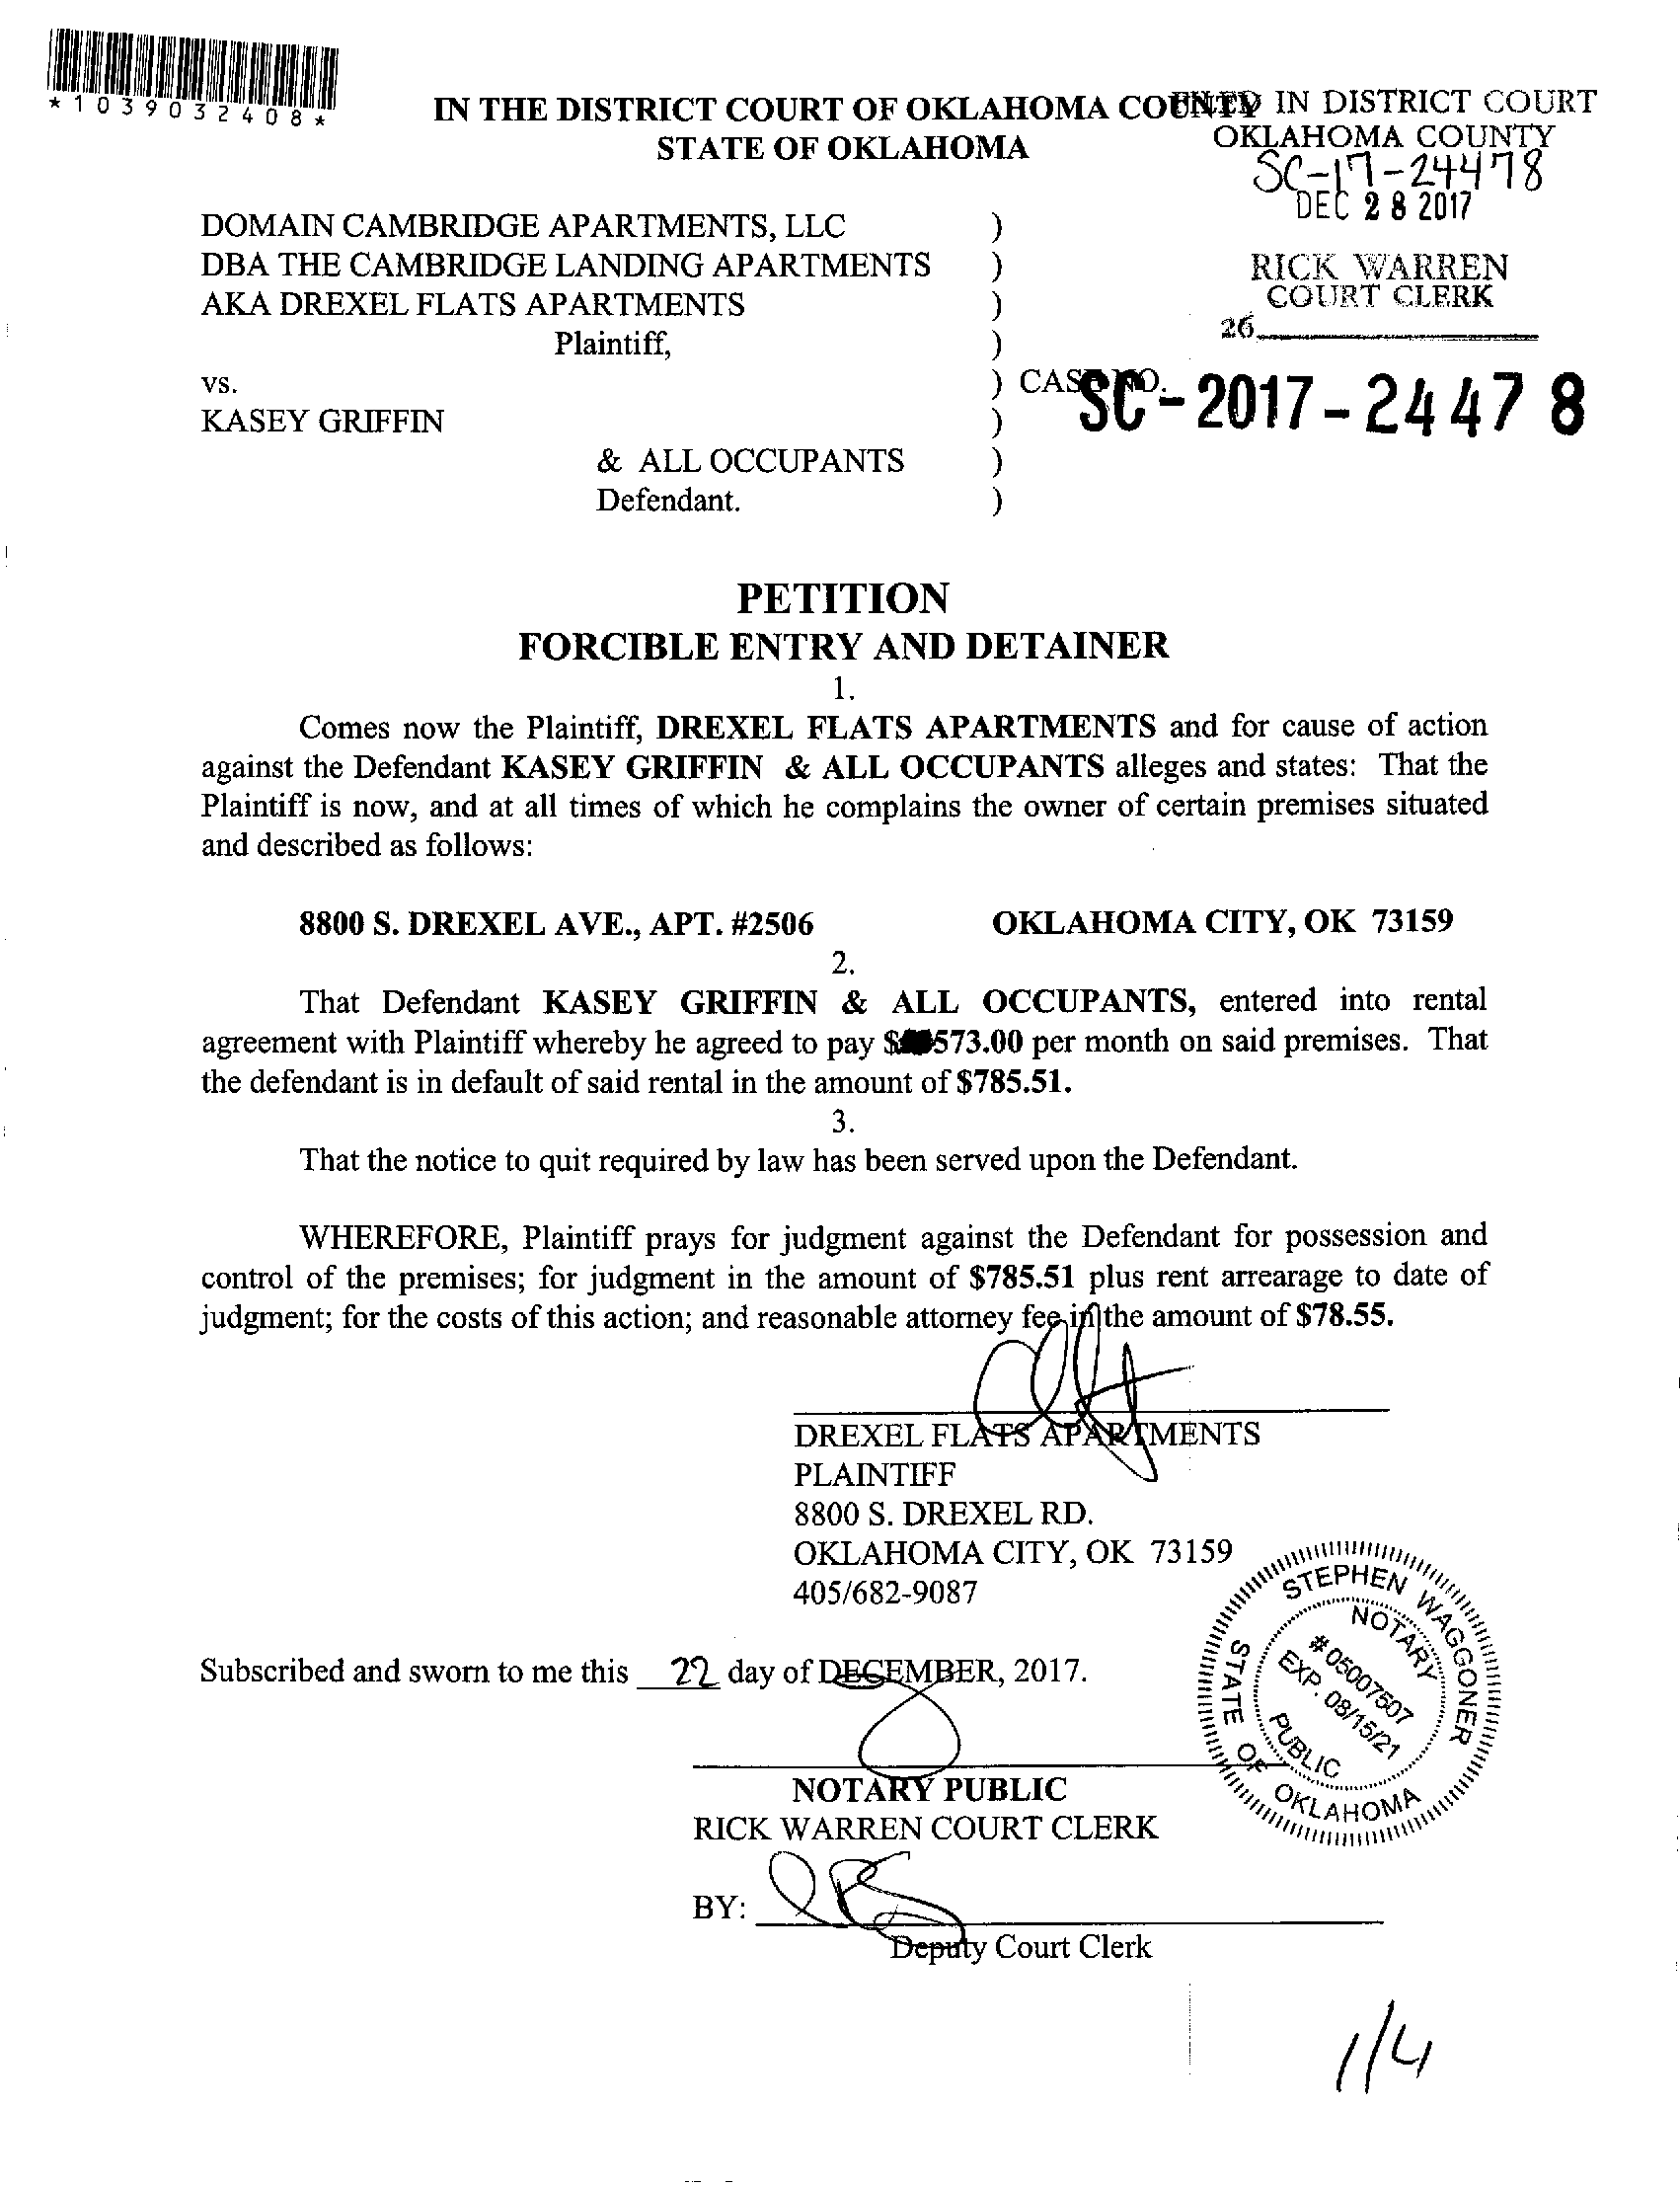 *1039032408*
IN THE DISTRICT COURT OF OKLAHOMA COUNTY
STATE OF OKLAHOMA
FILED IN DISTRICT COURT
OKLAHOMA COUNTY
SC-17-24478
DEC 28 2017
RICK WARREN
COURT CLERK
26
DOMAIN CAMBRIDGE APARTMENTS, LLC )
DBA THE CAMBRIDGE LANDING APARTMENTS )
AKA DREXEL FLATS APARTMENTS )
Plaintiff, )
vs. ) CASE NO. SC-2017-24478
KASEY GRIFFIN )
& ALL OCCUPANTS )
Defendant. )
PETITION
FORCIBLE ENTRY AND DETAINER
1.
Comes now the Plaintiff, DREXEL FLATS APARTMENTS and for cause of action
against the Defendant KASEY GRIFFIN & ALL OCCUPANTS alleges and states: That the
Plaintiff is now, and at all times of which he complains the owner of certain premises situated
and described as follows:
8800 S. DREXEL AVE., APT. #2506 OKLAHOMA CITY, OK 73159
2.
That Defendant KASEY GRIFFIN & ALL OCCUPANTS, entered into rental
agreement with Plaintiff whereby he agreed to pay $573.00 per month on said premises. That
the defendant is in default of said rental in the amount of $785.51.
3.
That the notice to quit required by law has been served upon the Defendant.
WHEREFORE, Plaintiff prays for judgment against the Defendant for possession and
control of the premises; for judgment in the amount of $785.51 plus rent arrearage to date of
judgment; for the costs of this action; and reasonable attorney fee in the amount of $78.55.
DREXEL FLATS APARTMENTS
PLAINTIFF
8800 S. DREXEL RD.
OKLAHOMA CITY, OK 73159
405/682-9087
Subscribed and sworn to me this 22 day of DECEMBER, 2017.
STEPHEN WAGGONER
NOTARY
#05007507
EXP. 08/15/21
PUBLIC
STATE OF OKLAHOMA
NOTARY PUBLIC
RICK WARREN COURT CLERK
BY:
Deputy Court Clerk
1/4